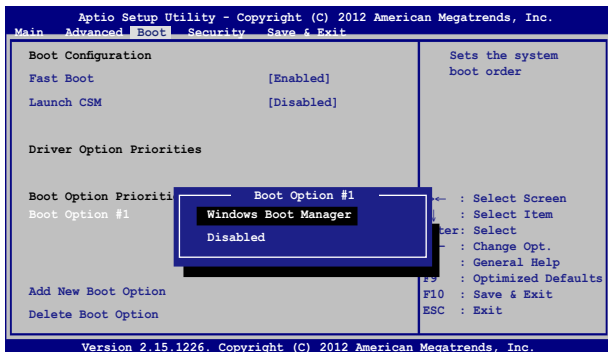 Aptio Setup Utility - Copyright (C) 2012 American Megatrends, Inc.
Main Advanced Boot Security Save & Exit
Boot Configuration
Fast Boot [Enabled]
Launch CSM [Disabled]
Driver Option Priorities
Boot Option Prioriti
Boot Option #1
Add New Boot Option
Delete Boot Option
Boot Option #1
Windows Boot Manager
Disabled
Sets the system
boot order
← : Select Screen
: Select Item
ter: Select
- : Change Opt.
: General Help
F9 : Optimized Defaults
F10 : Save & Exit
ESC : Exit
Version 2.15.1226. Copyright (C) 2012 American Megatrends, Inc.